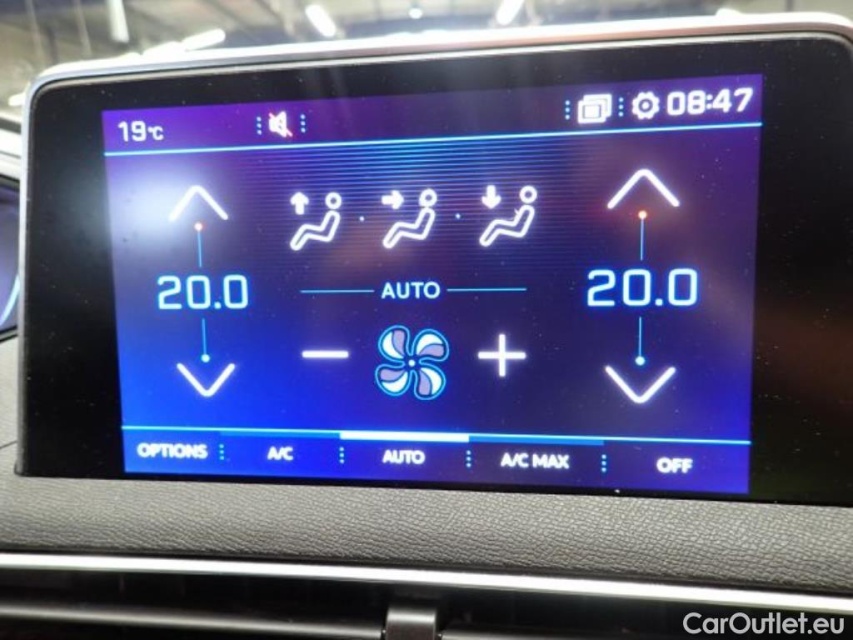 19°C 08:47
20.0 20.0
AUTO
OPTIONS A/C AUTO A/C MAX OFF
CarOutlet.eu